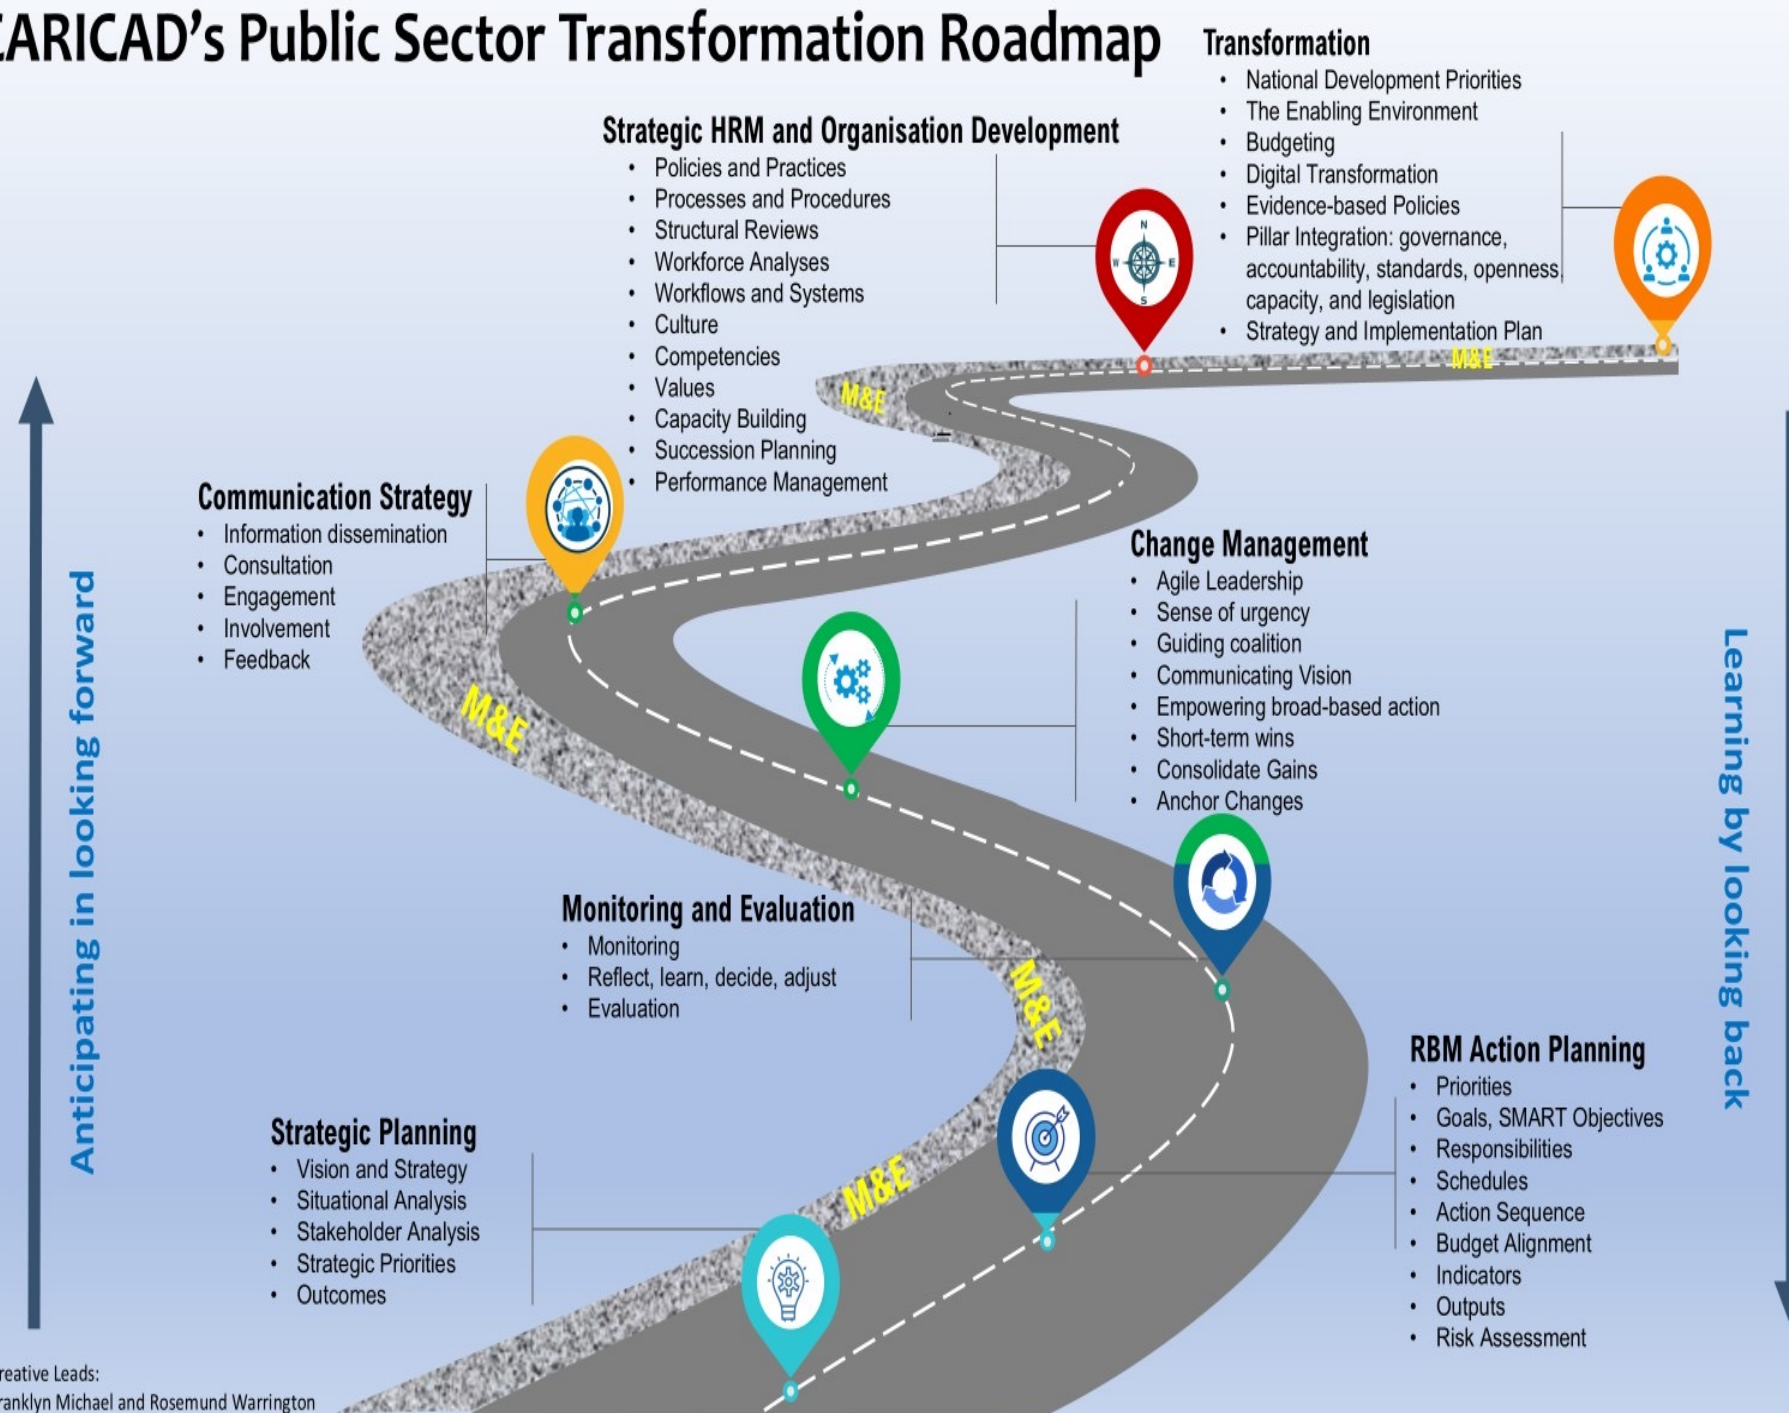 CARICAD's Public Sector Transformation Roadmap
Transformation
• National Development Priorities
• The Enabling Environment
• Budgeting
• Digital Transformation
• Evidence-based Policies
• Pillar Integration: governance,
accountability, standards, openness,
capacity, and legislation
• Strategy and Implementation Plan
Strategic HRM and Organisation Development
• Policies and Practices
• Processes and Procedures
• Structural Reviews
• Workforce Analyses
• Workflows and Systems
• Culture
• Competencies
• Values
• Capacity Building
• Succession Planning
• Performance Management
N
W E
S
M&E
M&E
Communication Strategy
• Information dissemination
• Consultation
• Engagement
• Involvement
• Feedback
M&E
Change Management
• Agile Leadership
• Sense of urgency
• Guiding coalition
• Communicating Vision
• Empowering broad-based action
• Short-term wins
• Consolidate Gains
• Anchor Changes
Monitoring and Evaluation
• Monitoring
• Reflect, learn, decide, adjust
• Evaluation
M&E
RBM Action Planning
• Priorities
• Goals, SMART Objectives
• Responsibilities
• Schedules
• Action Sequence
• Budget Alignment
• Indicators
• Outputs
• Risk Assessment
Strategic Planning
• Vision and Strategy
• Situational Analysis
• Stakeholder Analysis
• Strategic Priorities
• Outcomes
M&E
Anticipating in looking forward
Learning by looking back
reative Leads:
ranklyn Michael and Rosemund Warrington